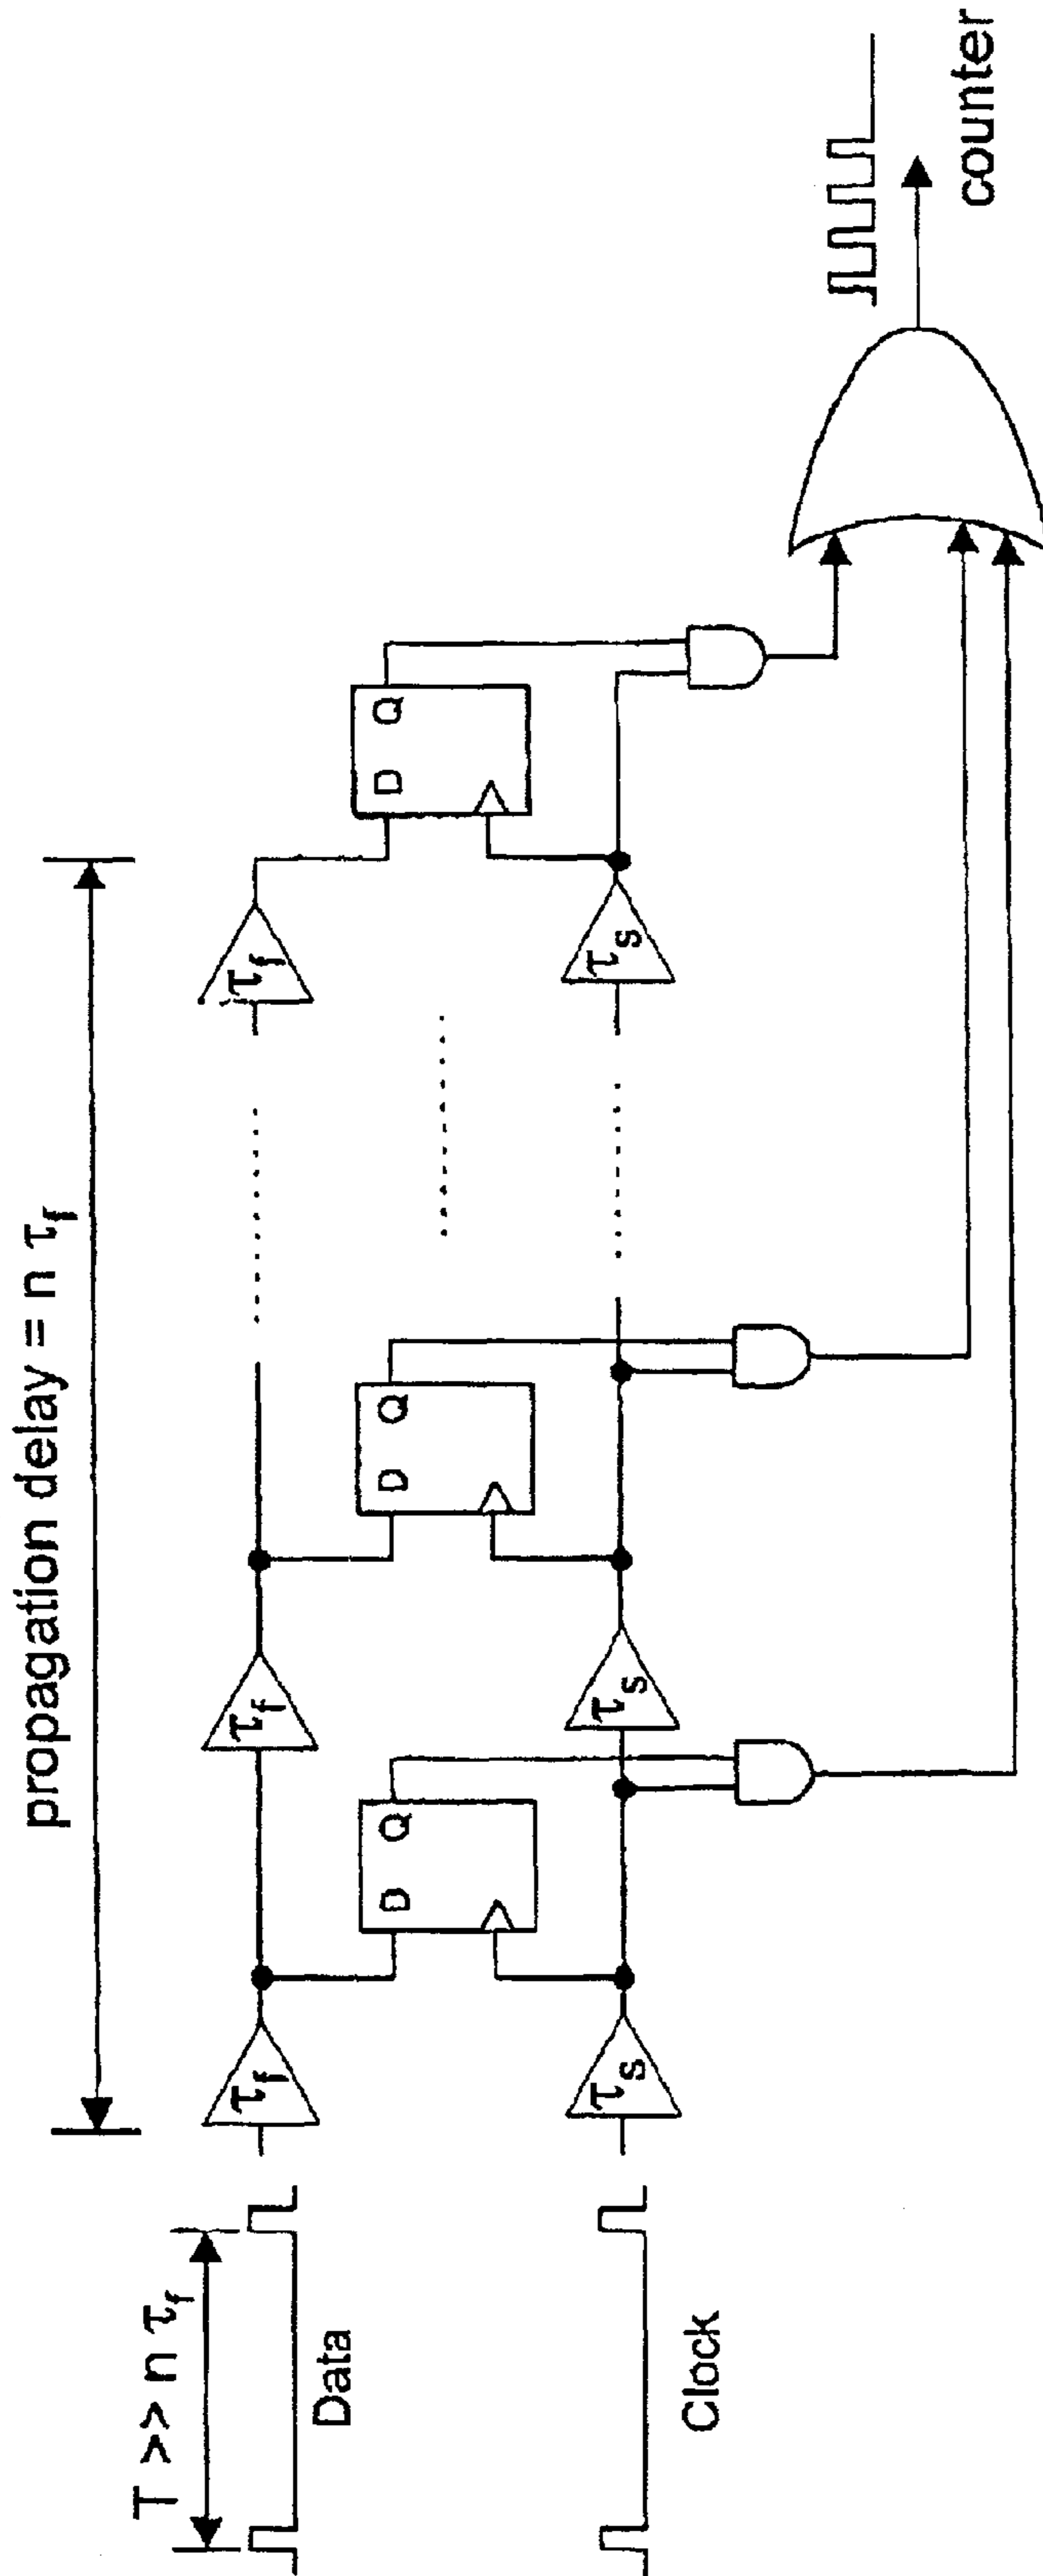 propagation delay = n τf
T >> n τf
τf
τf
τf
Data
D Q
D Q
D Q
τs
τs
τs
Clock
counter